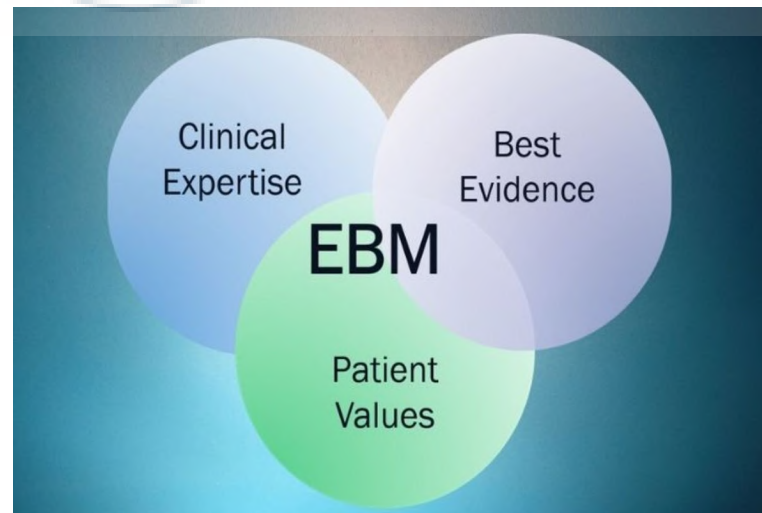 Clinical
Expertise
Best
Evidence
EBM
Patient
Values